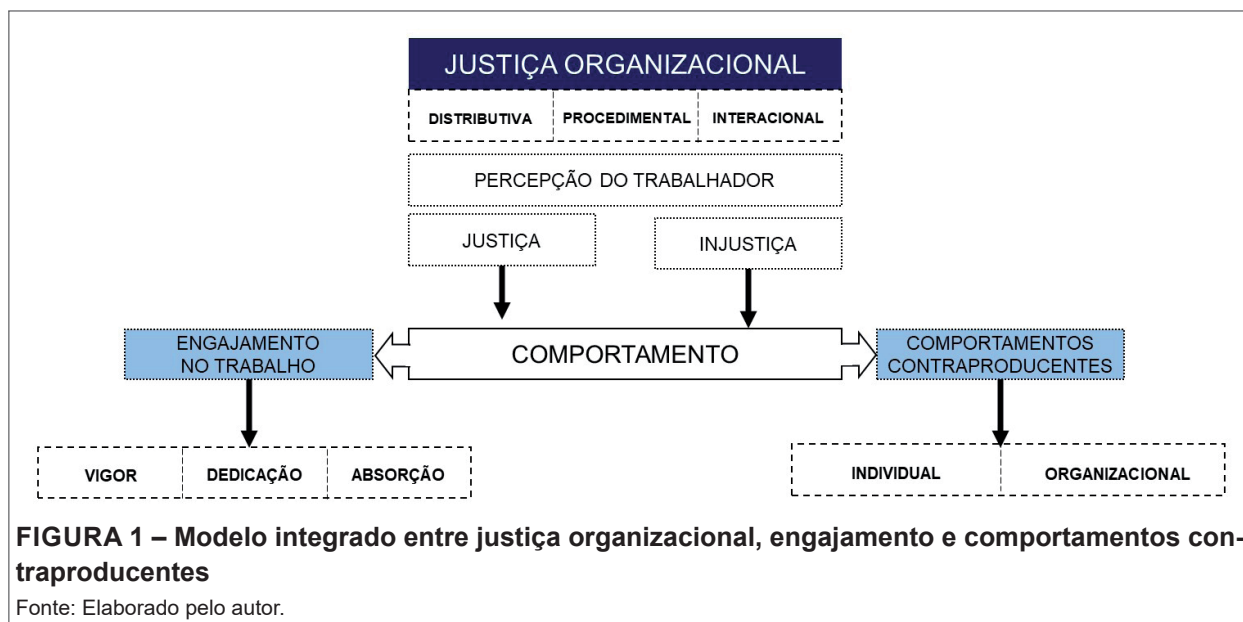 JUSTIÇA ORGANIZACIONAL
DISTRIBUTIVA PROCEDIMENTAL INTERACIONAL
PERCEPÇÃO DO TRABALHADOR
JUSTIÇA INJUSTIÇA
ENGAJAMENTO
NO TRABALHO
COMPORTAMENTO
COMPORTAMENTOS
CONTRAPRODUCENTES
VIGOR DEDICAÇÃO ABSORÇÃO
INDIVIDUAL ORGANIZACIONAL
FIGURA 1 – Modelo integrado entre justiça organizacional, engajamento e comportamentos con-
traproducentes
Fonte: Elaborado pelo autor.